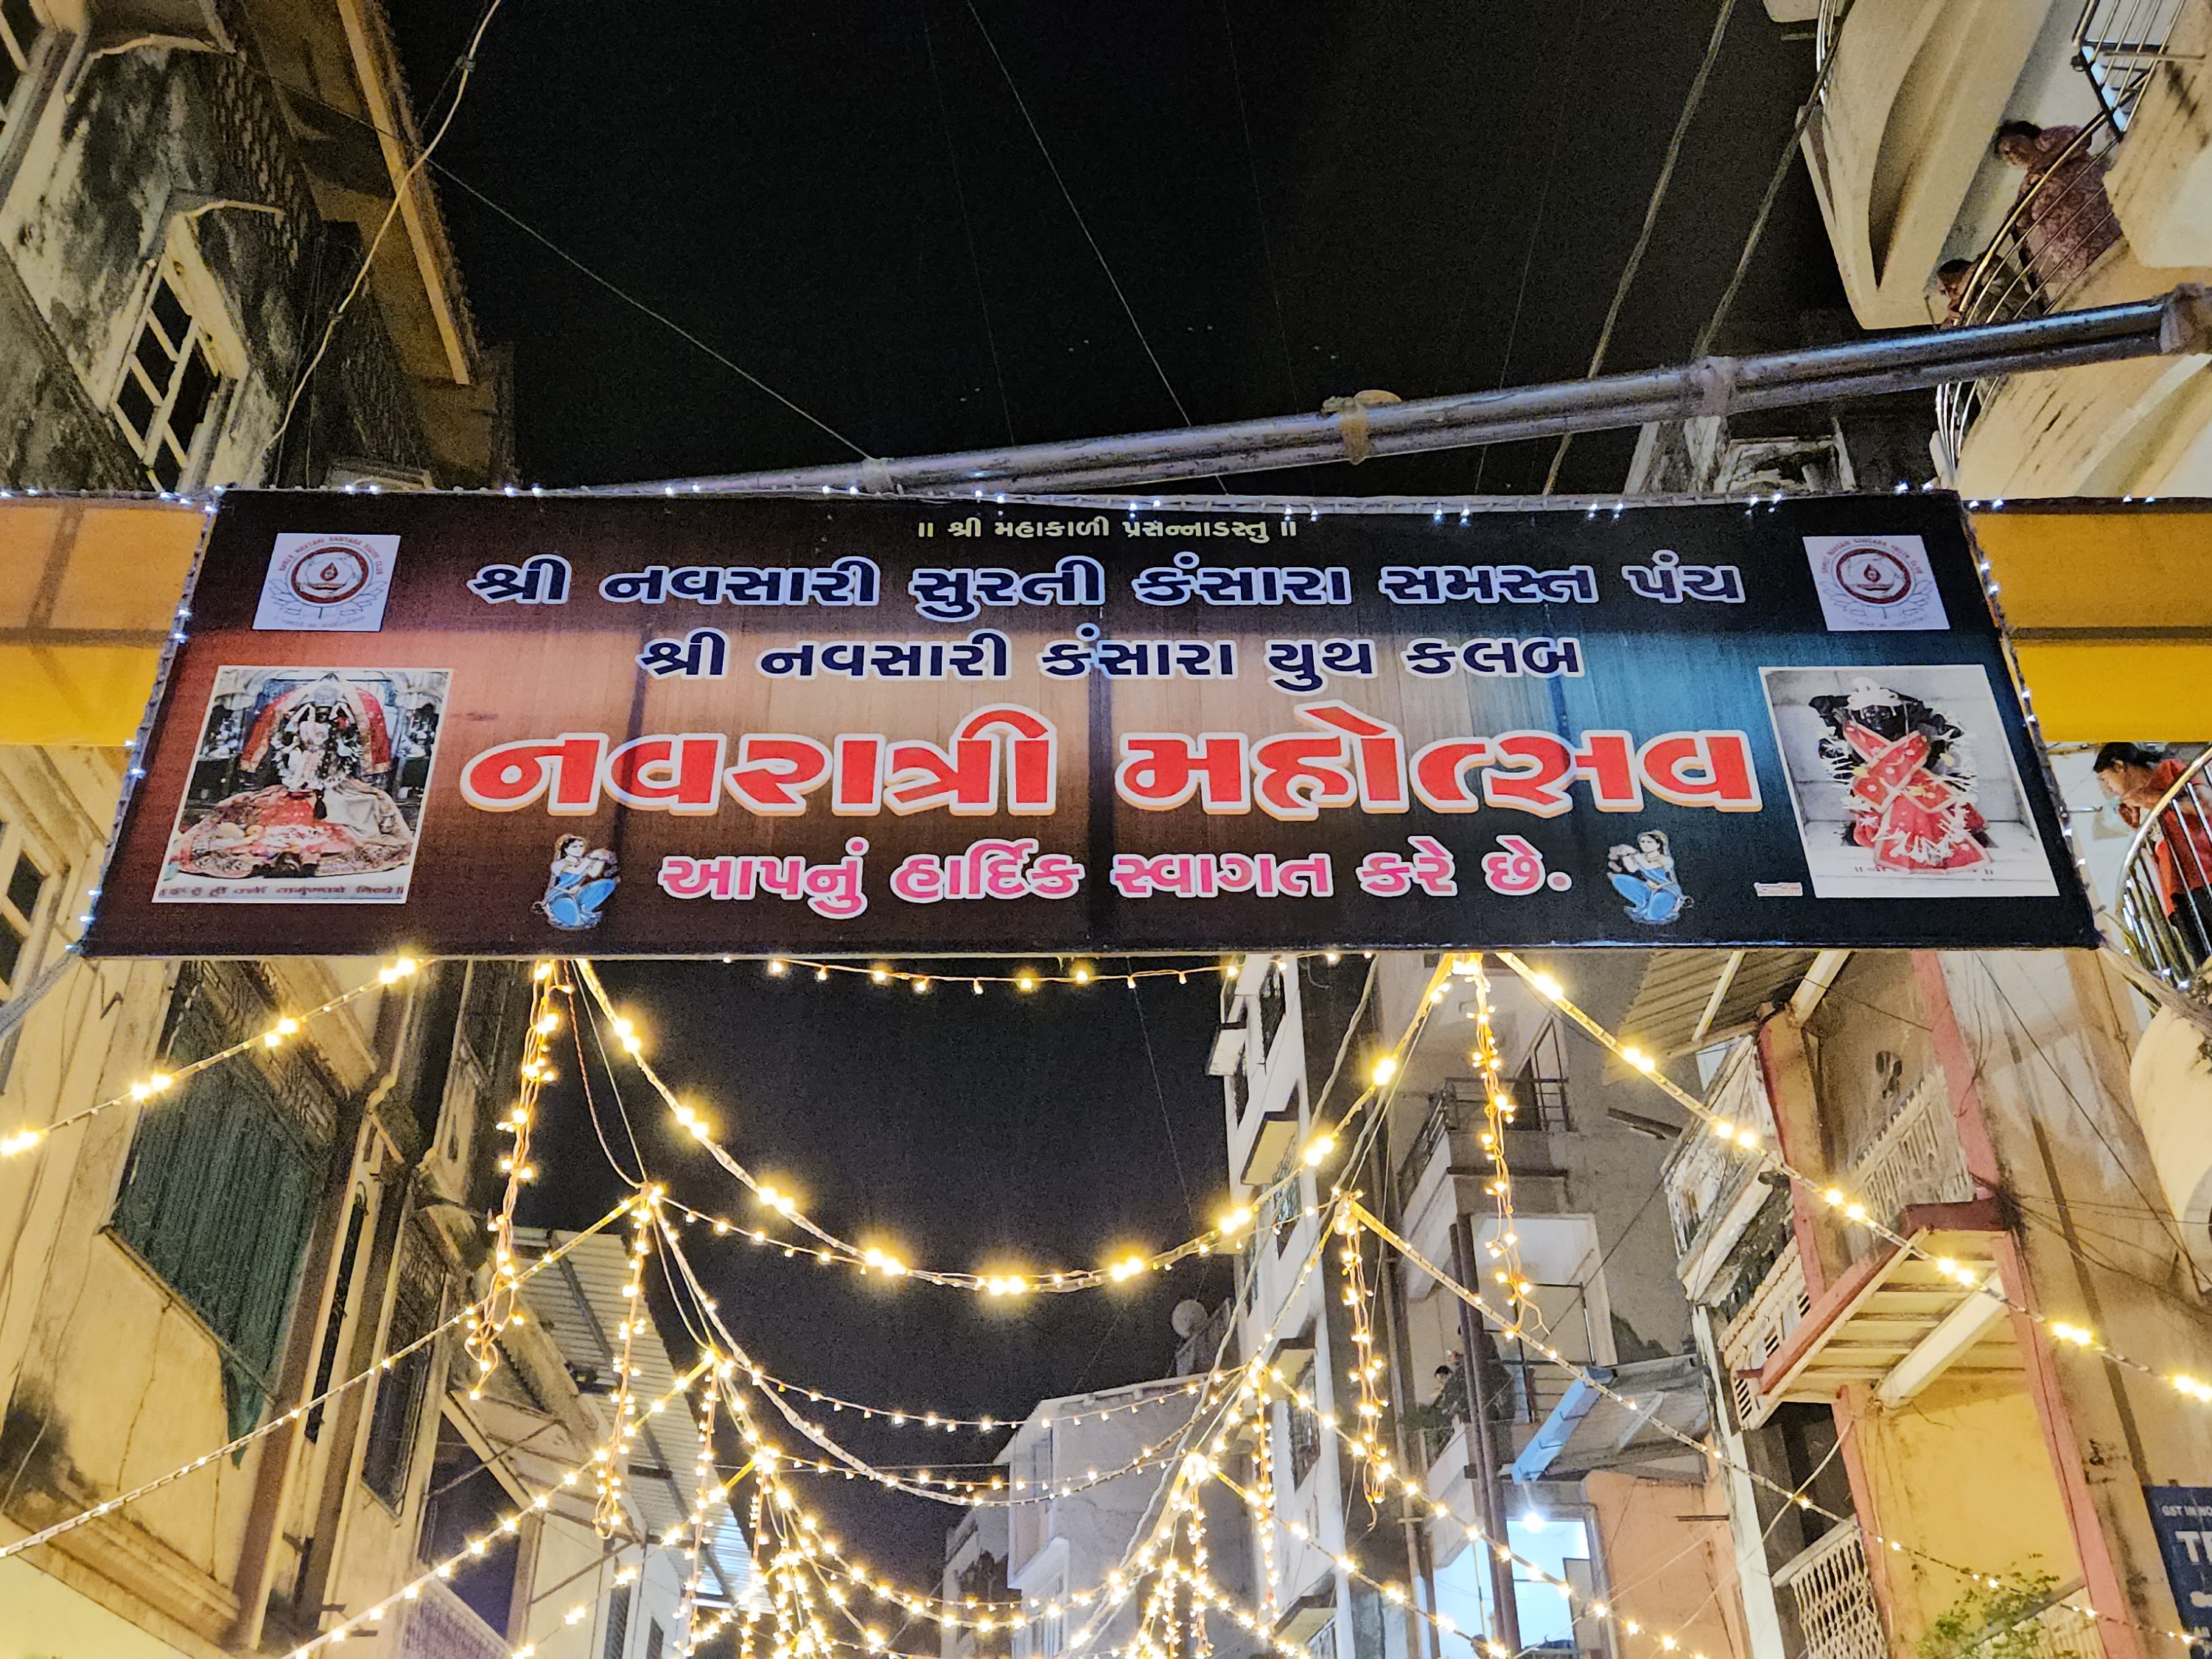 ॥ શ્રી મહાકાળી પ્રસન્નાડસ્તુ ॥
શ્રી નવસારી સુરતી કંસારા સમસ્ત પંચ
શ્રી નવસારી કંસારા યુથ કલબ
નવરાત્રી મહોત્સવ
આપનું હાર્દિક સ્વાગત કરે છે.